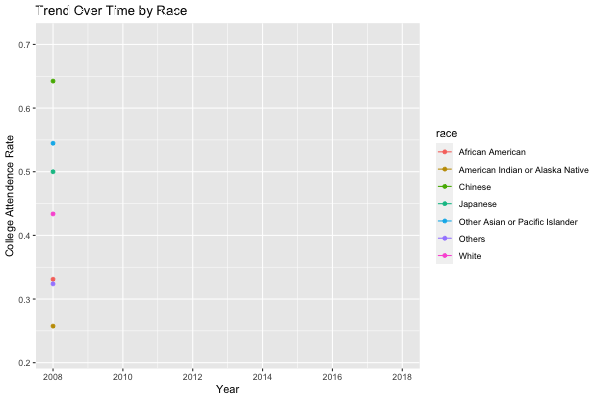 Trend Over Time by Race
0.7
0.6
0.5
0.4
0.3
0.2
College Attendence Rate
2008 2010 2012 2014 2016 2018
Year
race
African American
American Indian or Alaska Native
Chinese
Japanese
Other Asian or Pacific Islander
Others
White